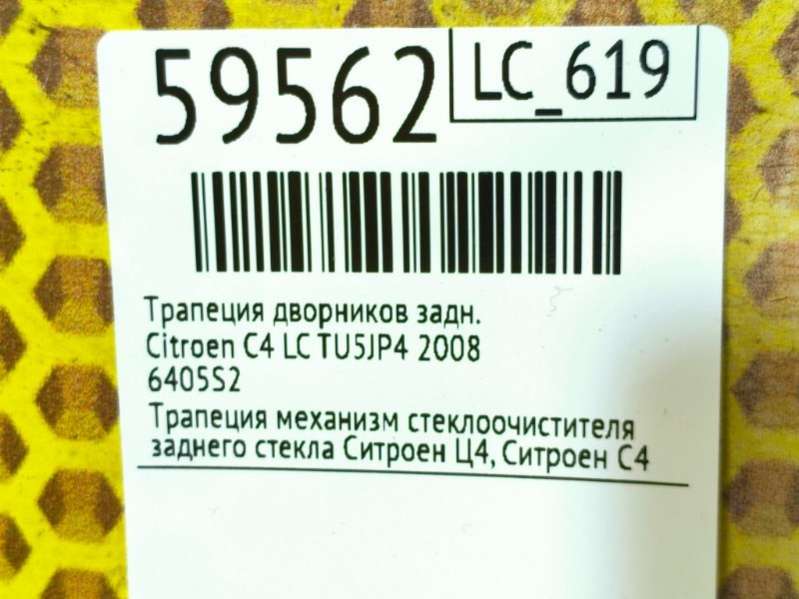 59562
LC_619
Трапеция дворников задн.
Citroen C4 LC TU5JP4 2008
6405S2
Трапеция механизм стеклоочистителя
заднего стекла Ситроен Ц4, Ситроен С4